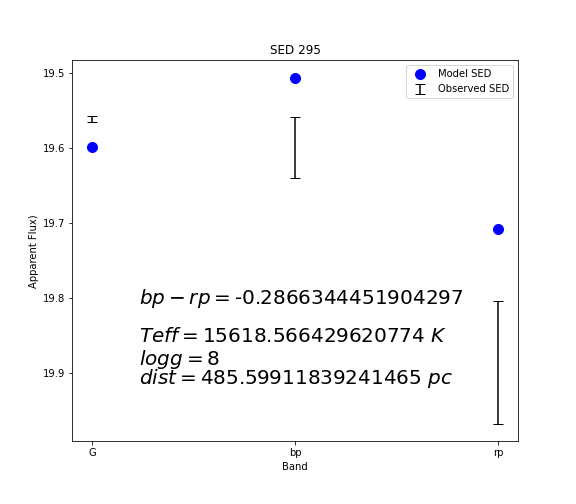 SED 295
Model SED
Observed SED
19.5
19.6
19.7
19.8
19.9
Apparent Flux)
bp − rp = -0.2866344451904297
Teff = 15618.566429620774 K
logg = 8
dist = 485.59911839241465 pc
G bp rp
Band